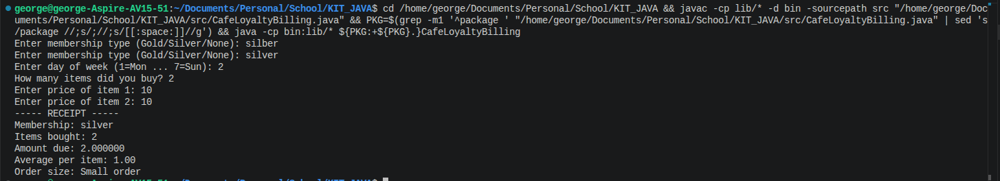 george@george-Aspire-AV15-51:~/Documents/Personal/School/KIT_JAVA$ cd /home/george/Documents/Personal/School/KIT_JAVA && javac -cp lib/* -d bin -sourcepath src "/home/george/Doc
uments/Personal/School/KIT_JAVA/src/CafeLoyaltyBilling.java" && PKG=$(grep -m1 '^package ' "/home/george/Documents/Personal/School/KIT_JAVA/src/CafeLoyaltyBilling.java" | sed 's
/package //;s/;//;s/[[:space:]]//g') && java -cp bin:lib/* ${PKG:+${PKG}.}CafeLoyaltyBilling
Enter membership type (Gold/Silver/None): silber
Enter membership type (Gold/Silver/None): silver
Enter day of week (1=Mon ... 7=Sun): 2
How many items did you buy? 2
Enter price of item 1: 10
Enter price of item 2: 10
----- RECEIPT -----
Membership: silver
Items bought: 2
Amount due: 2.000000
Average per item: 1.00
Order size: Small order